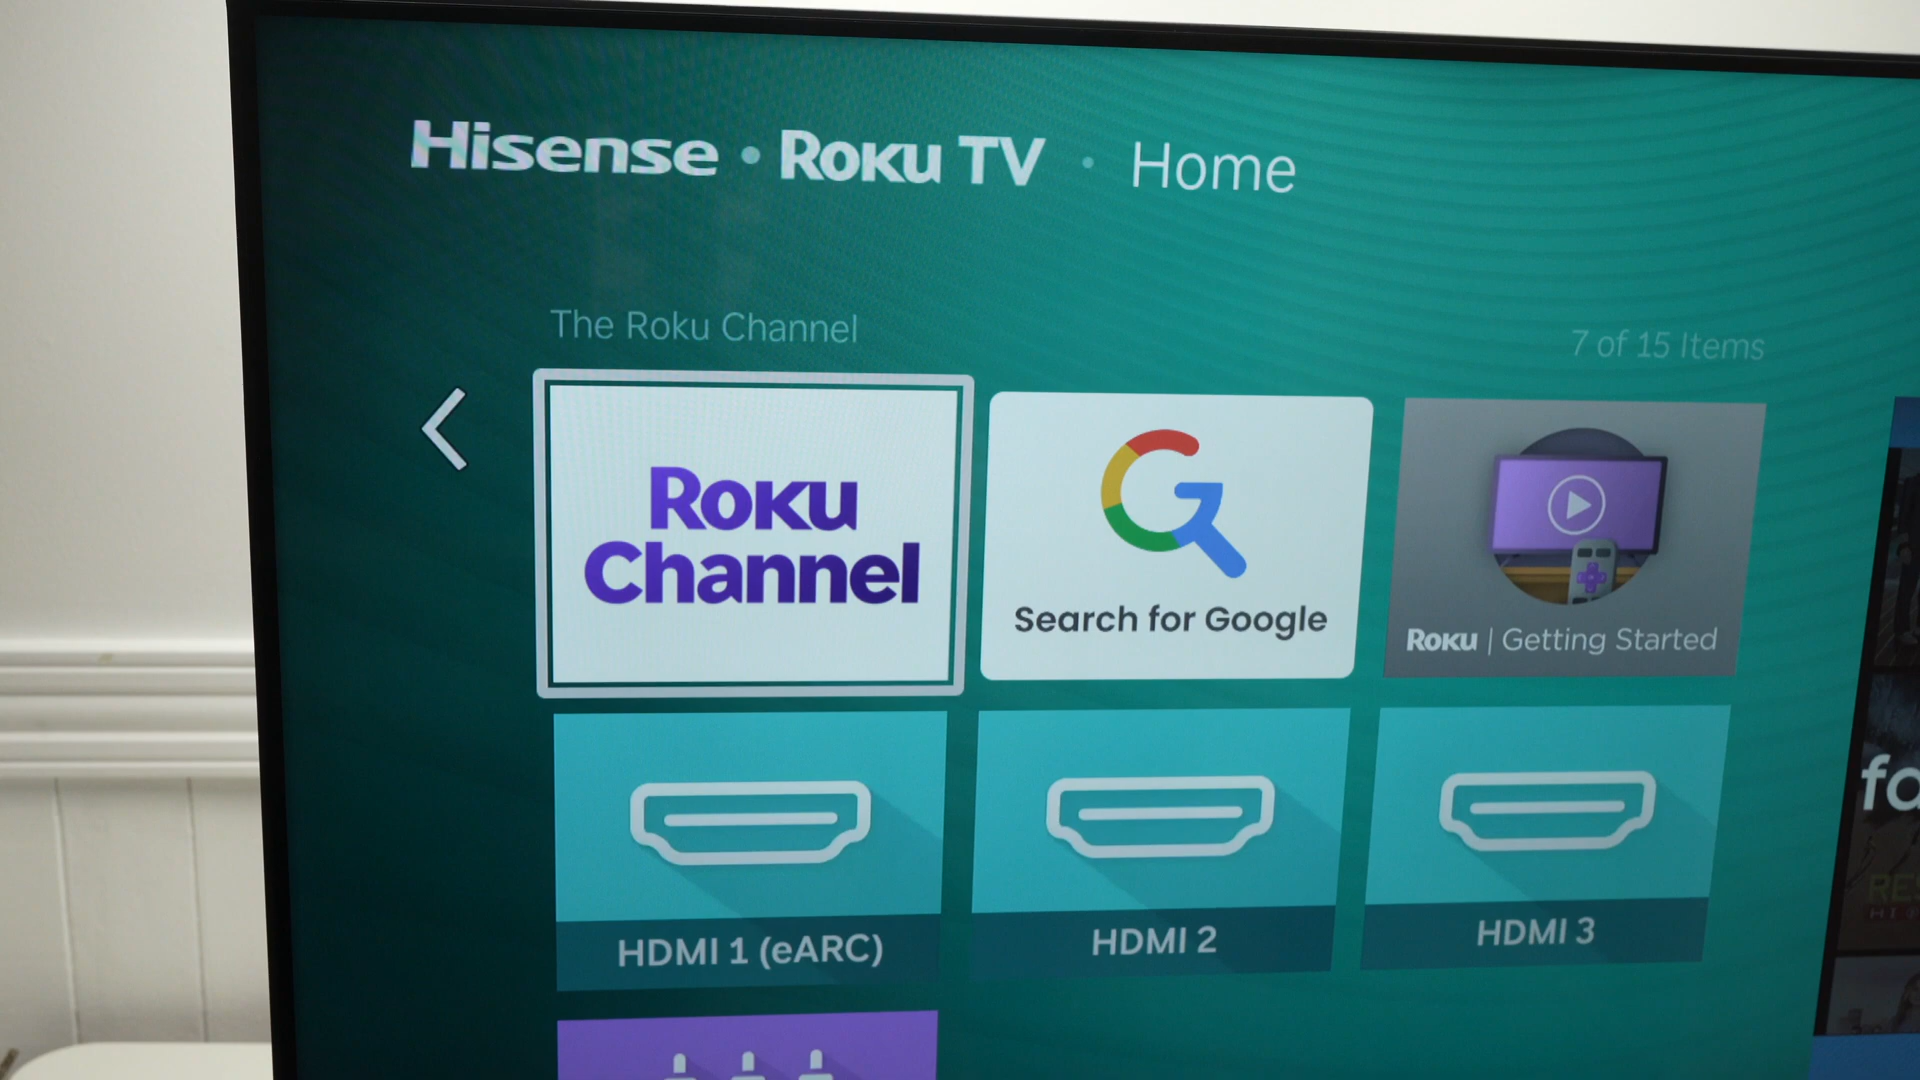 Hisense • Roku TV • Home
The Roku Channel
7 of 15 Items
Roku
Channel
Search for Google
Roku | Getting Started
HDMI 1 (eARC)
HDMI 2
HDMI 3